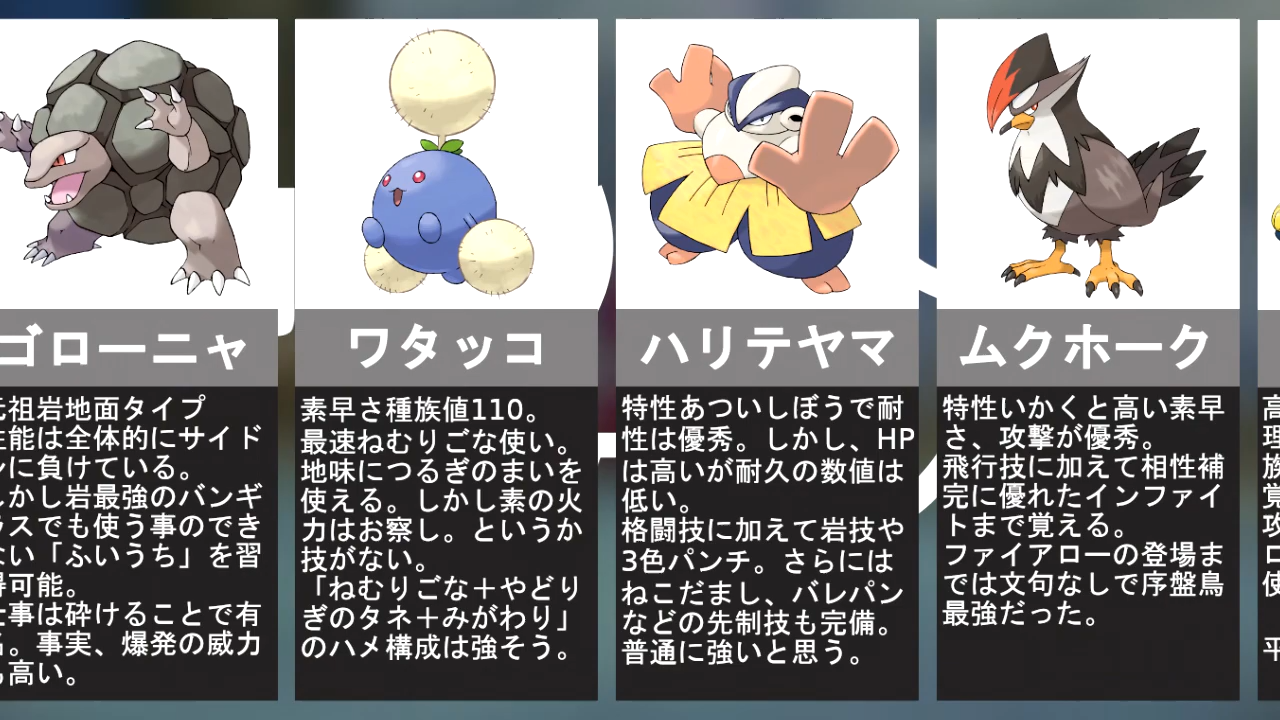 ゴローニャ
元祖岩地面タイプ
性能は全体的にサイド
ンに負けている。
しかし岩最強のバンギ
ラスでも使う事のでき
ない「ふいうち」を習
得可能。
仕事は砕けることで有
名。事実、爆発の威力
も高い。
ワタッコ
素早さ種族値110。
最速ねむりごな使い。
地味につるぎのまいを
使える。しかし素の火
力はお察し。というか
技がない。
「ねむりごな＋やどり
ぎのタネ＋みがわり」
のハメ構成は強そう。
ハリテヤマ
特性あついしぼうで耐
性は優秀。しかし、HP
は高いが耐久の数値は
低い。
格闘技に加えて岩技や
3色パンチ。さらには
ねこだまし、バレパン
などの先制技も完備。
普通に強いと思う。
ムクホーク
特性いかくと高い素早
さ、攻撃が優秀。
飛行技に加えて相性補
完に優れたインファイ
トまで覚える。
ファイアローの登場ま
では文句なしで序盤鳥
最強だった。